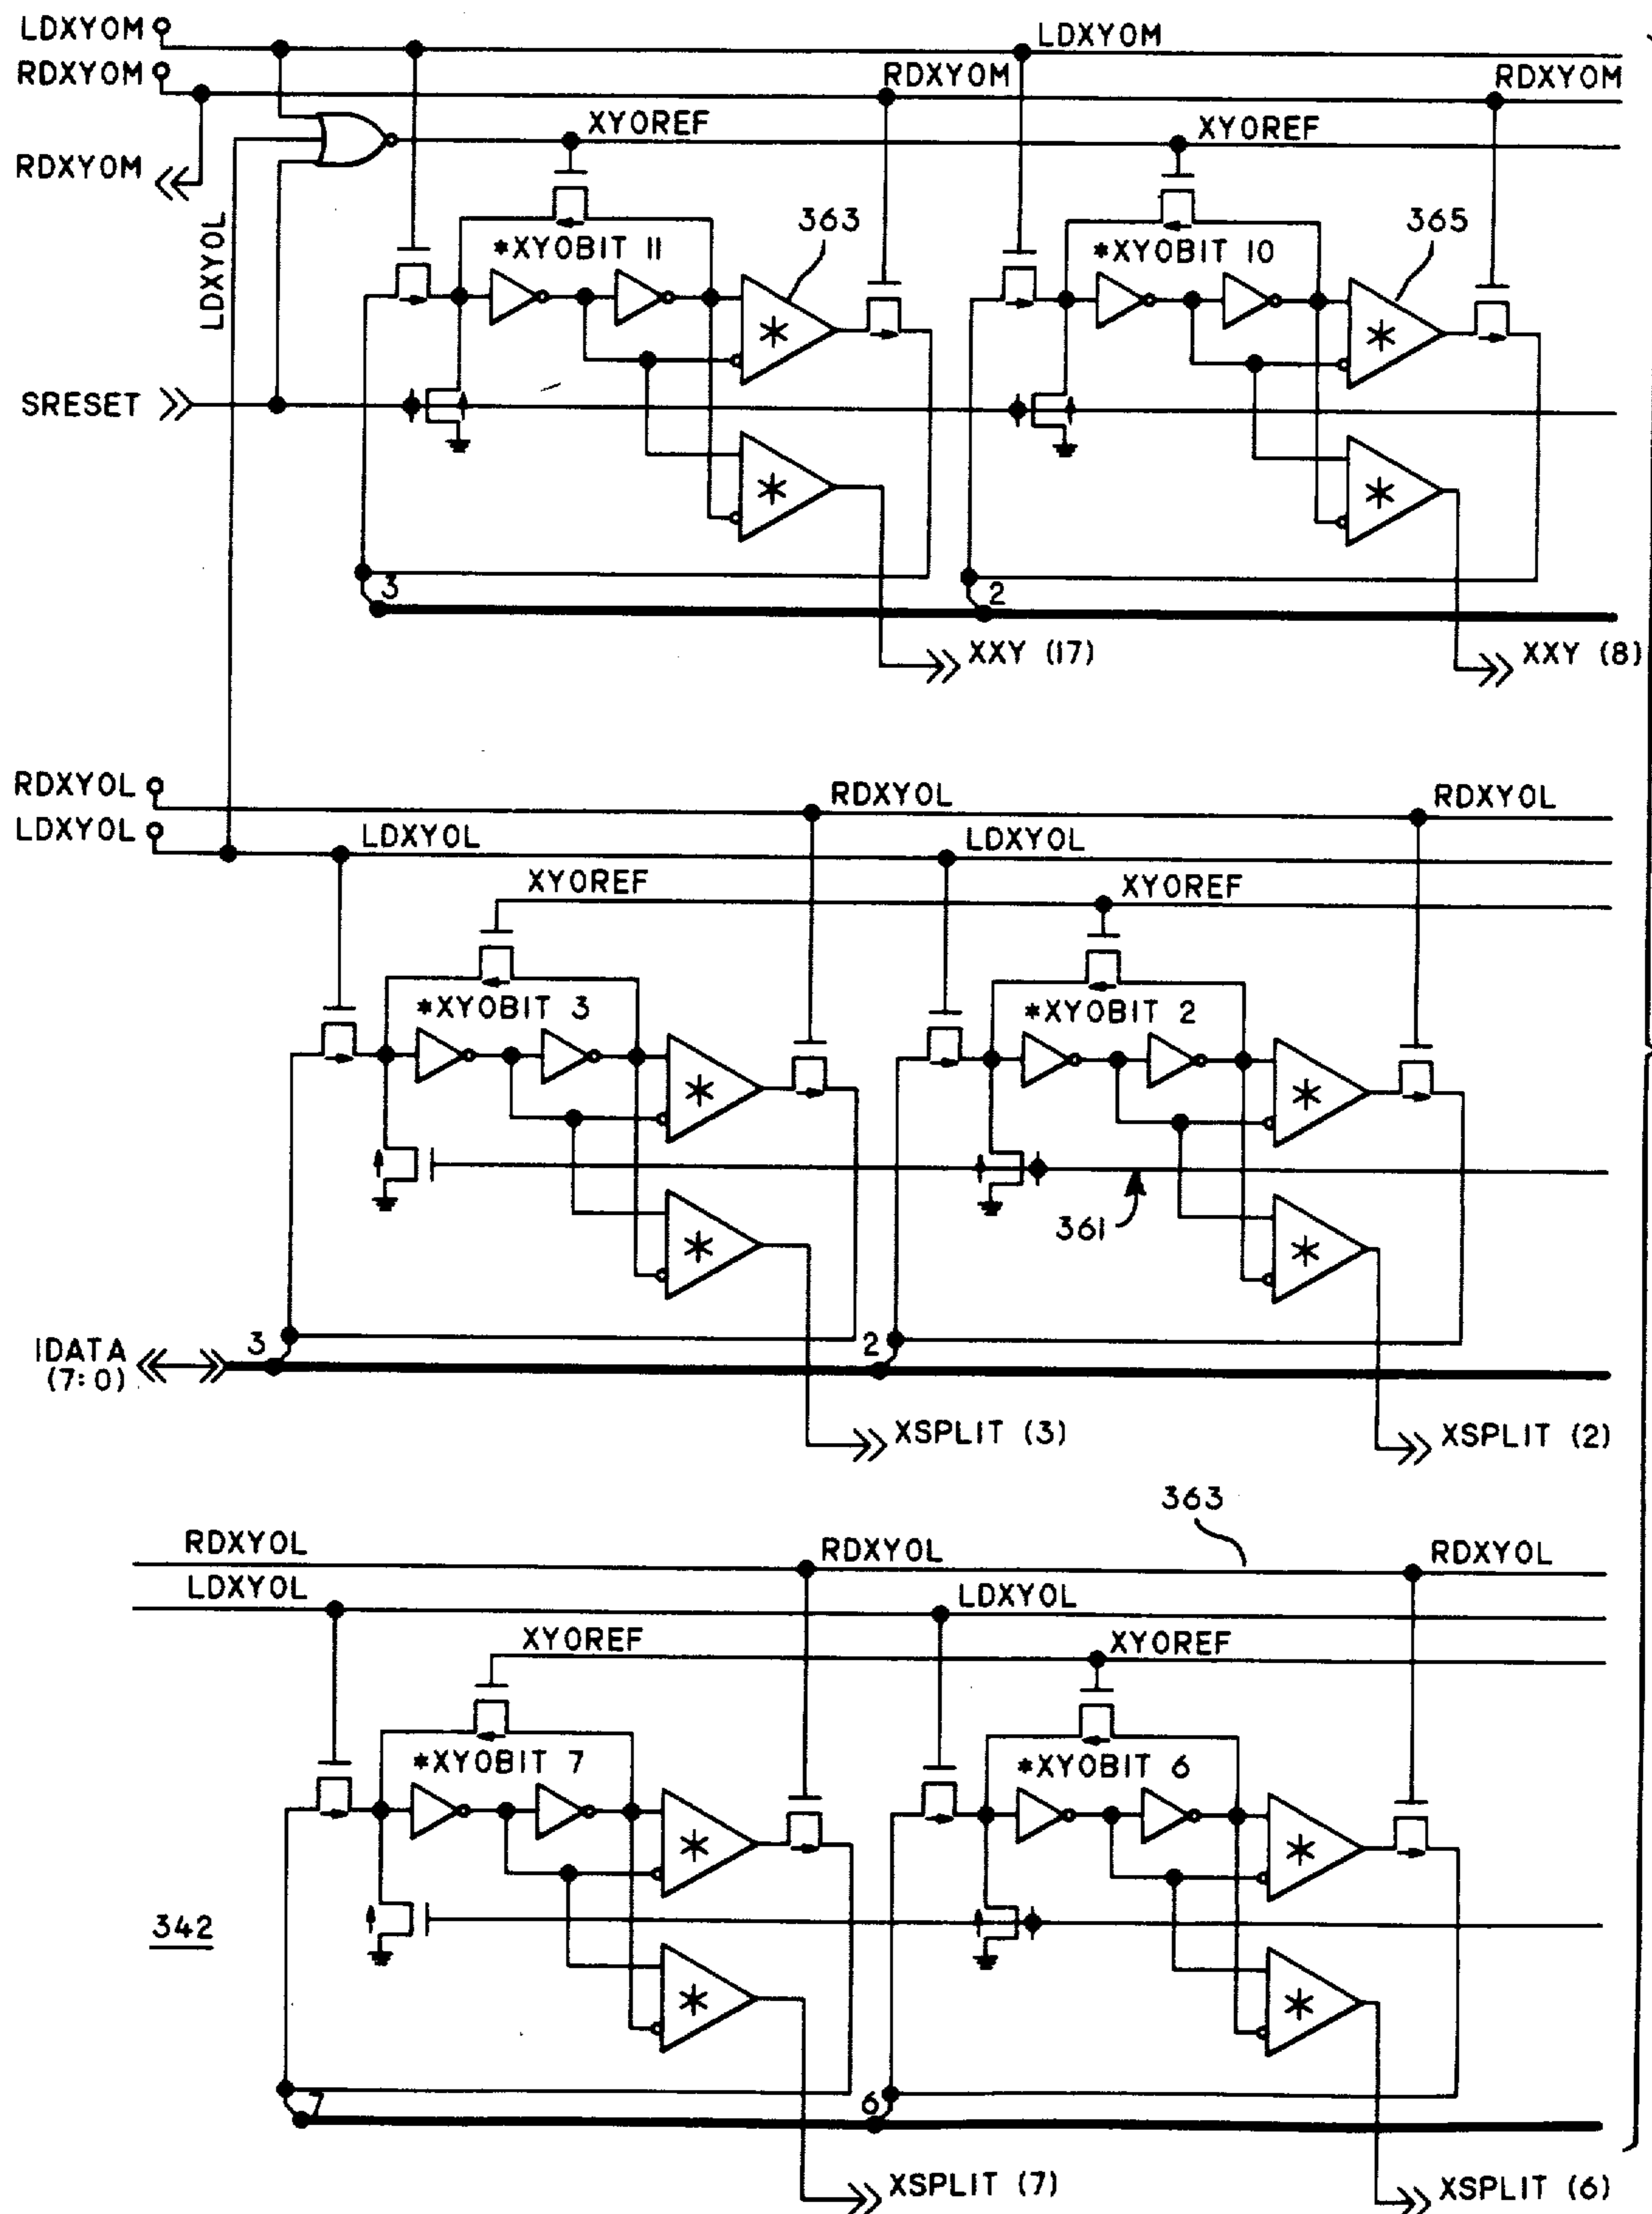 LDXYOM
LDXYOM
RDXYOM
RDXYOM
RDXYOM
XYOREF
XYOREF
RDXYOM
LDXYOL
363
365
*XYOBIT 11
*XYOBIT 10
*
*
SRESET
*
*
3
2
XXY (17)
XXY (8)
RDXYOL
RDXYOL
RDXYOL
LDXYOL
LDXYOL
LDXYOL
XYOREF
XYOREF
*XYOBIT 3
*XYOBIT 2
*
*
361
*
*
3
2
IDATA
(7:0)
XSPLIT (3)
XSPLIT (2)
363
RDXYOL
RDXYOL
RDXYOL
LDXYOL
LDXYOL
XYOREF
XYOREF
*XYOBIT 7
*XYOBIT 6
*
*
342
*
*
7
6
XSPLIT (7)
XSPLIT (6)